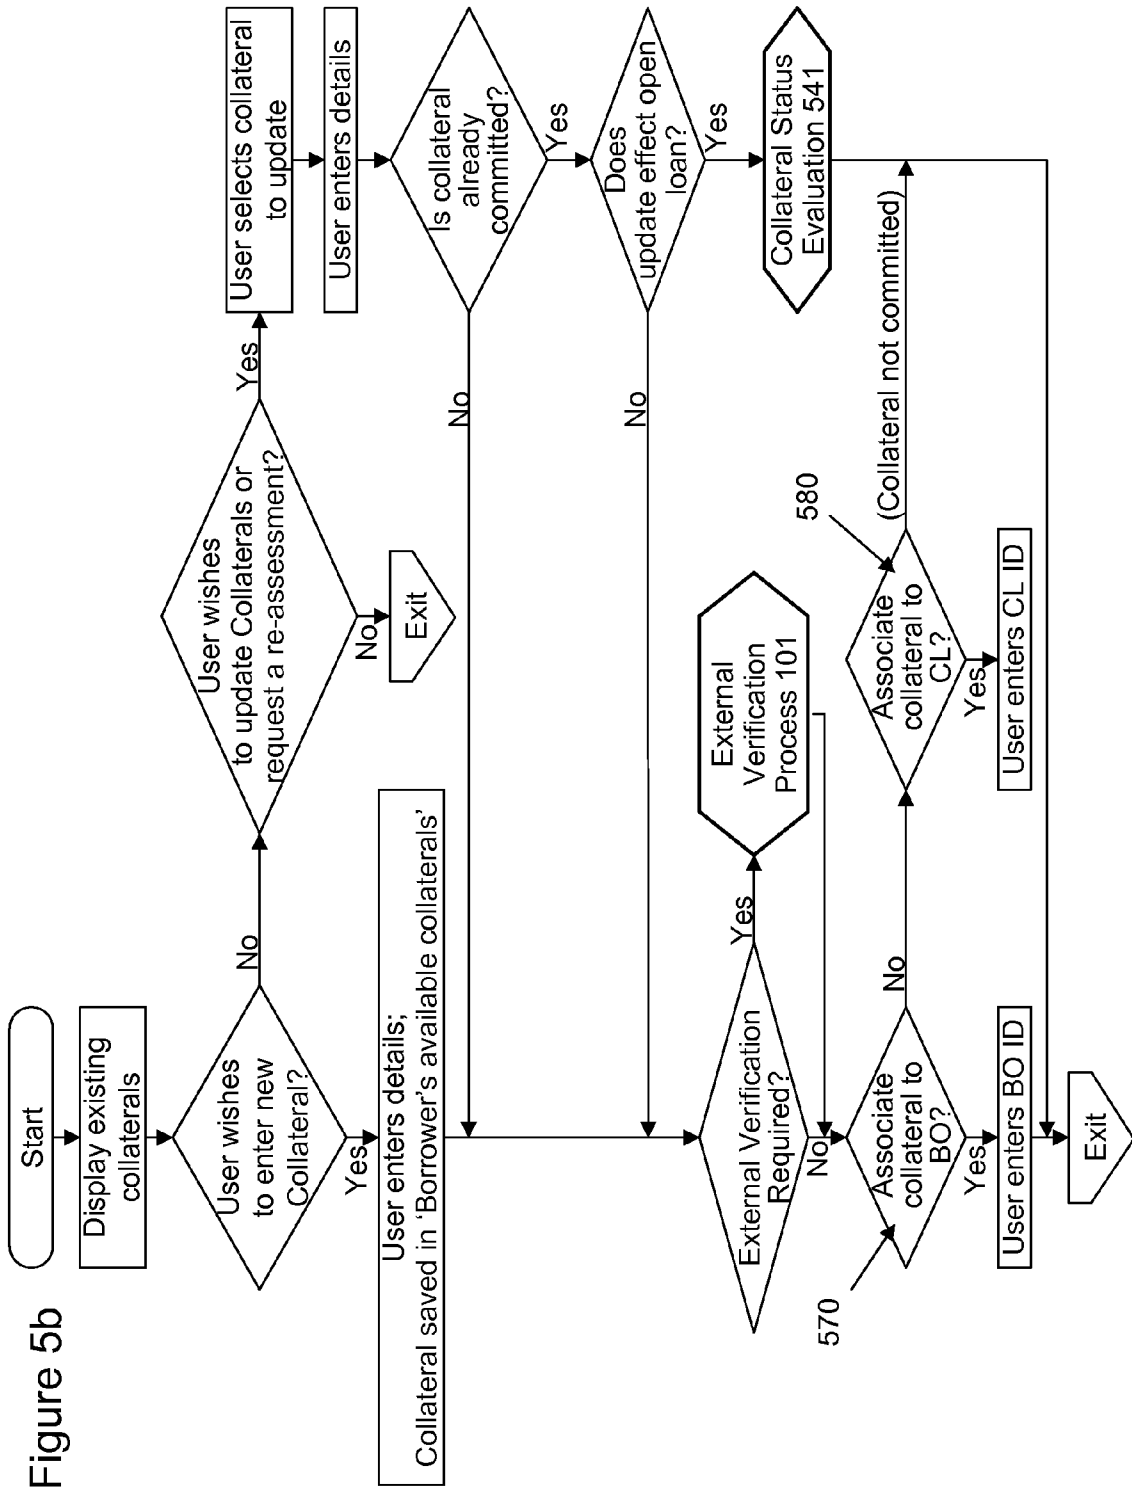 Figure 5b
Start
Display existing
collaterals
User wishes
to enter new
Collateral?
No
Yes
User wishes
to update Collaterals or
request a re-assessment?
Yes
No
Exit
User selects collateral
to update
User enters details
Is collateral
already
committed?
No
Yes
Does
update effect open
loan?
No
Yes
Collateral Status
Evaluation 541
User enters details;
Collateral saved in 'Borrower's available collaterals'
External Verification
Required?
Yes
No
External
Verification
Process 101
570
Associate
collateral to
BO?
No
Yes
User enters BO ID
580
Associate
collateral to
CL?
(Collateral not committed)
Yes
User enters CL ID
Exit